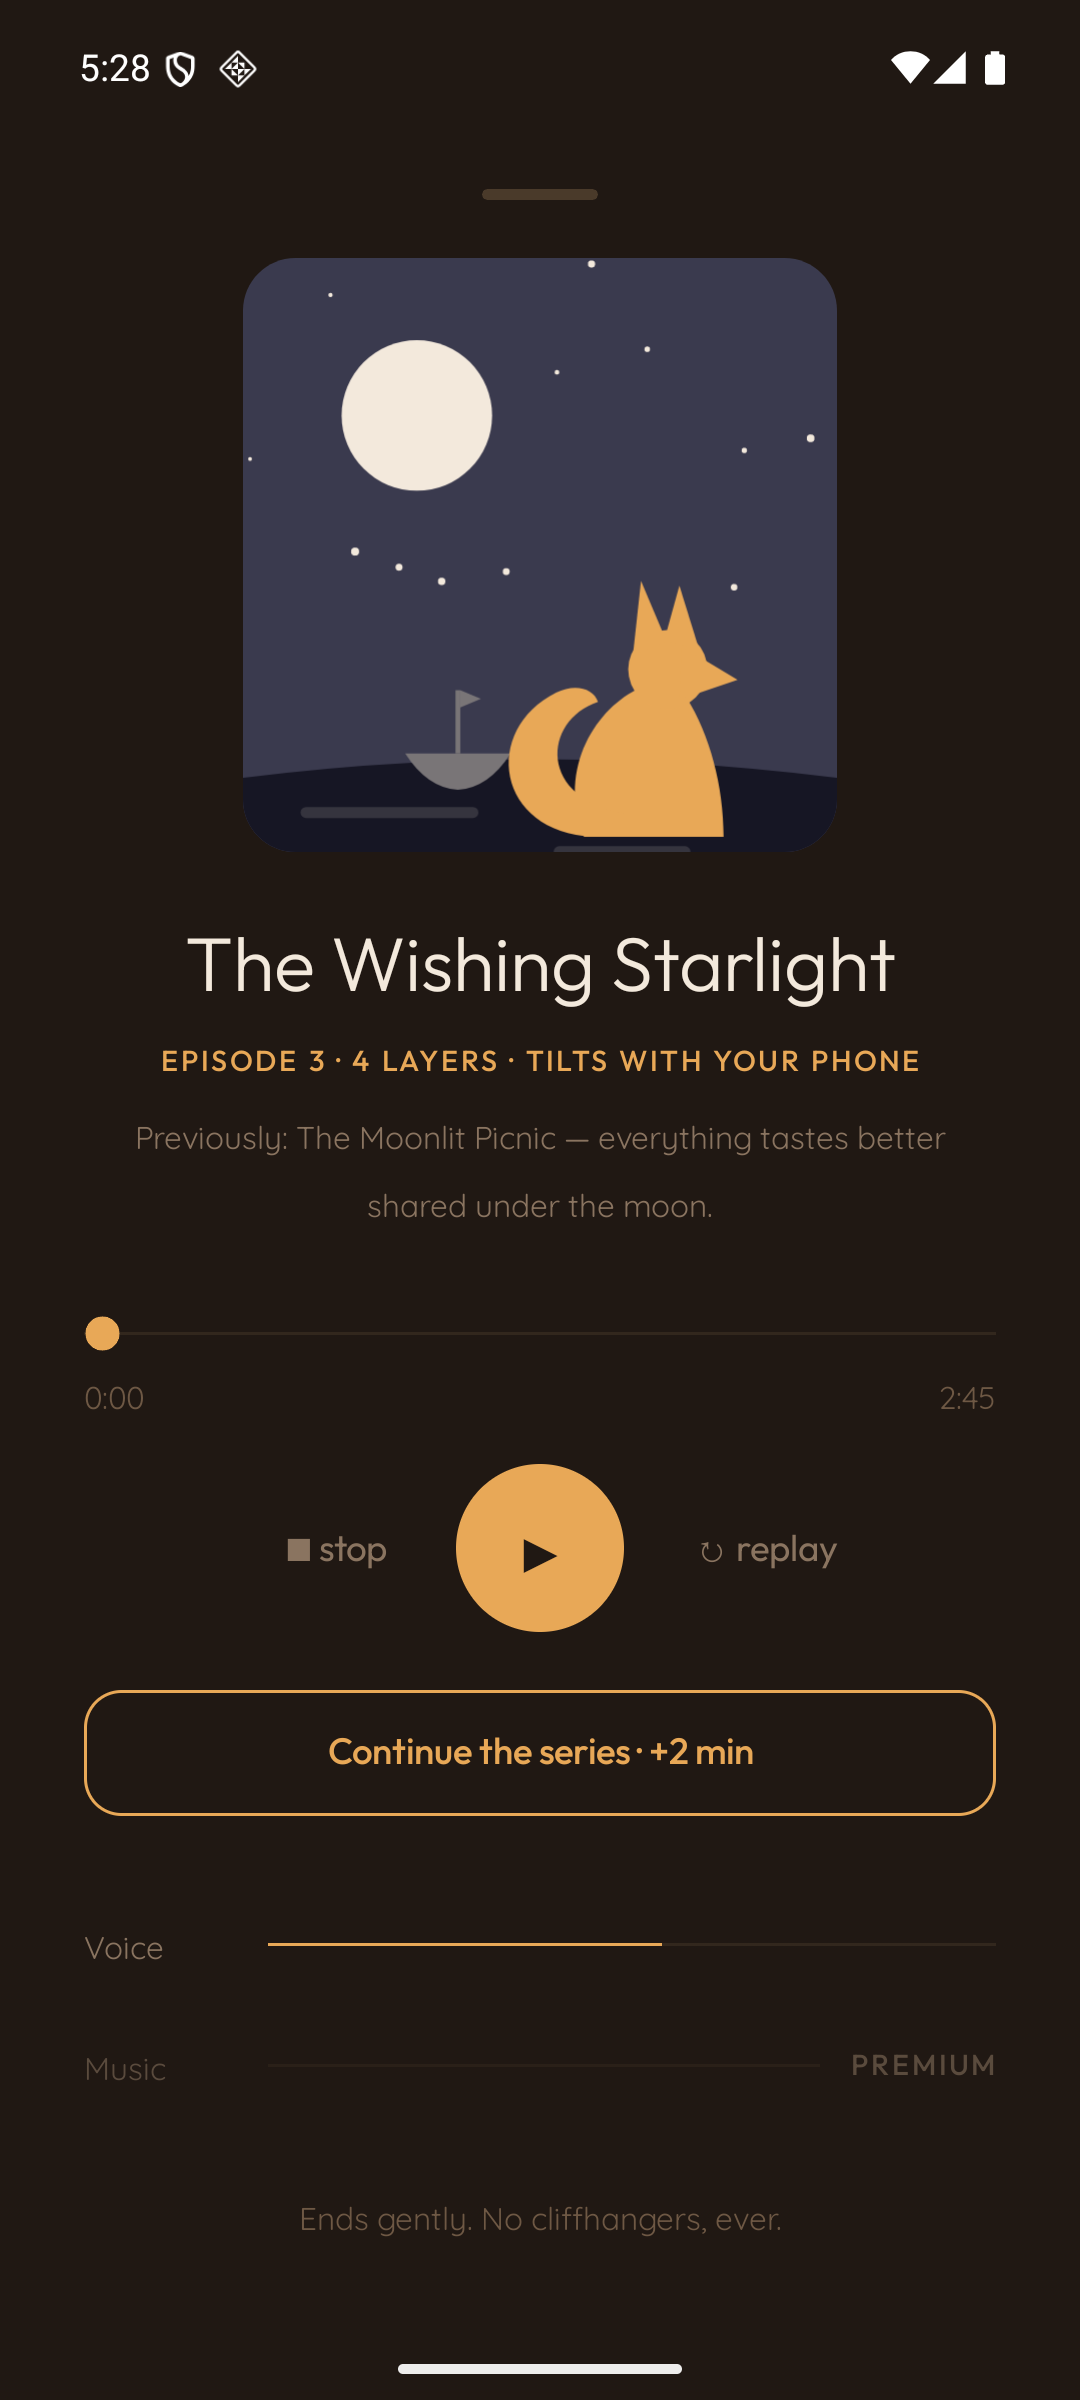 5:28
The Wishing Starlight
EPISODE 3 · 4 LAYERS · TILTS WITH YOUR PHONE
Previously: The Moonlit Picnic — everything tastes better
shared under the moon.
0:00 2:45
■ stop ▶ ↻ replay
Continue the series · +2 min
Voice
Music PREMIUM
Ends gently. No cliffhangers, ever.